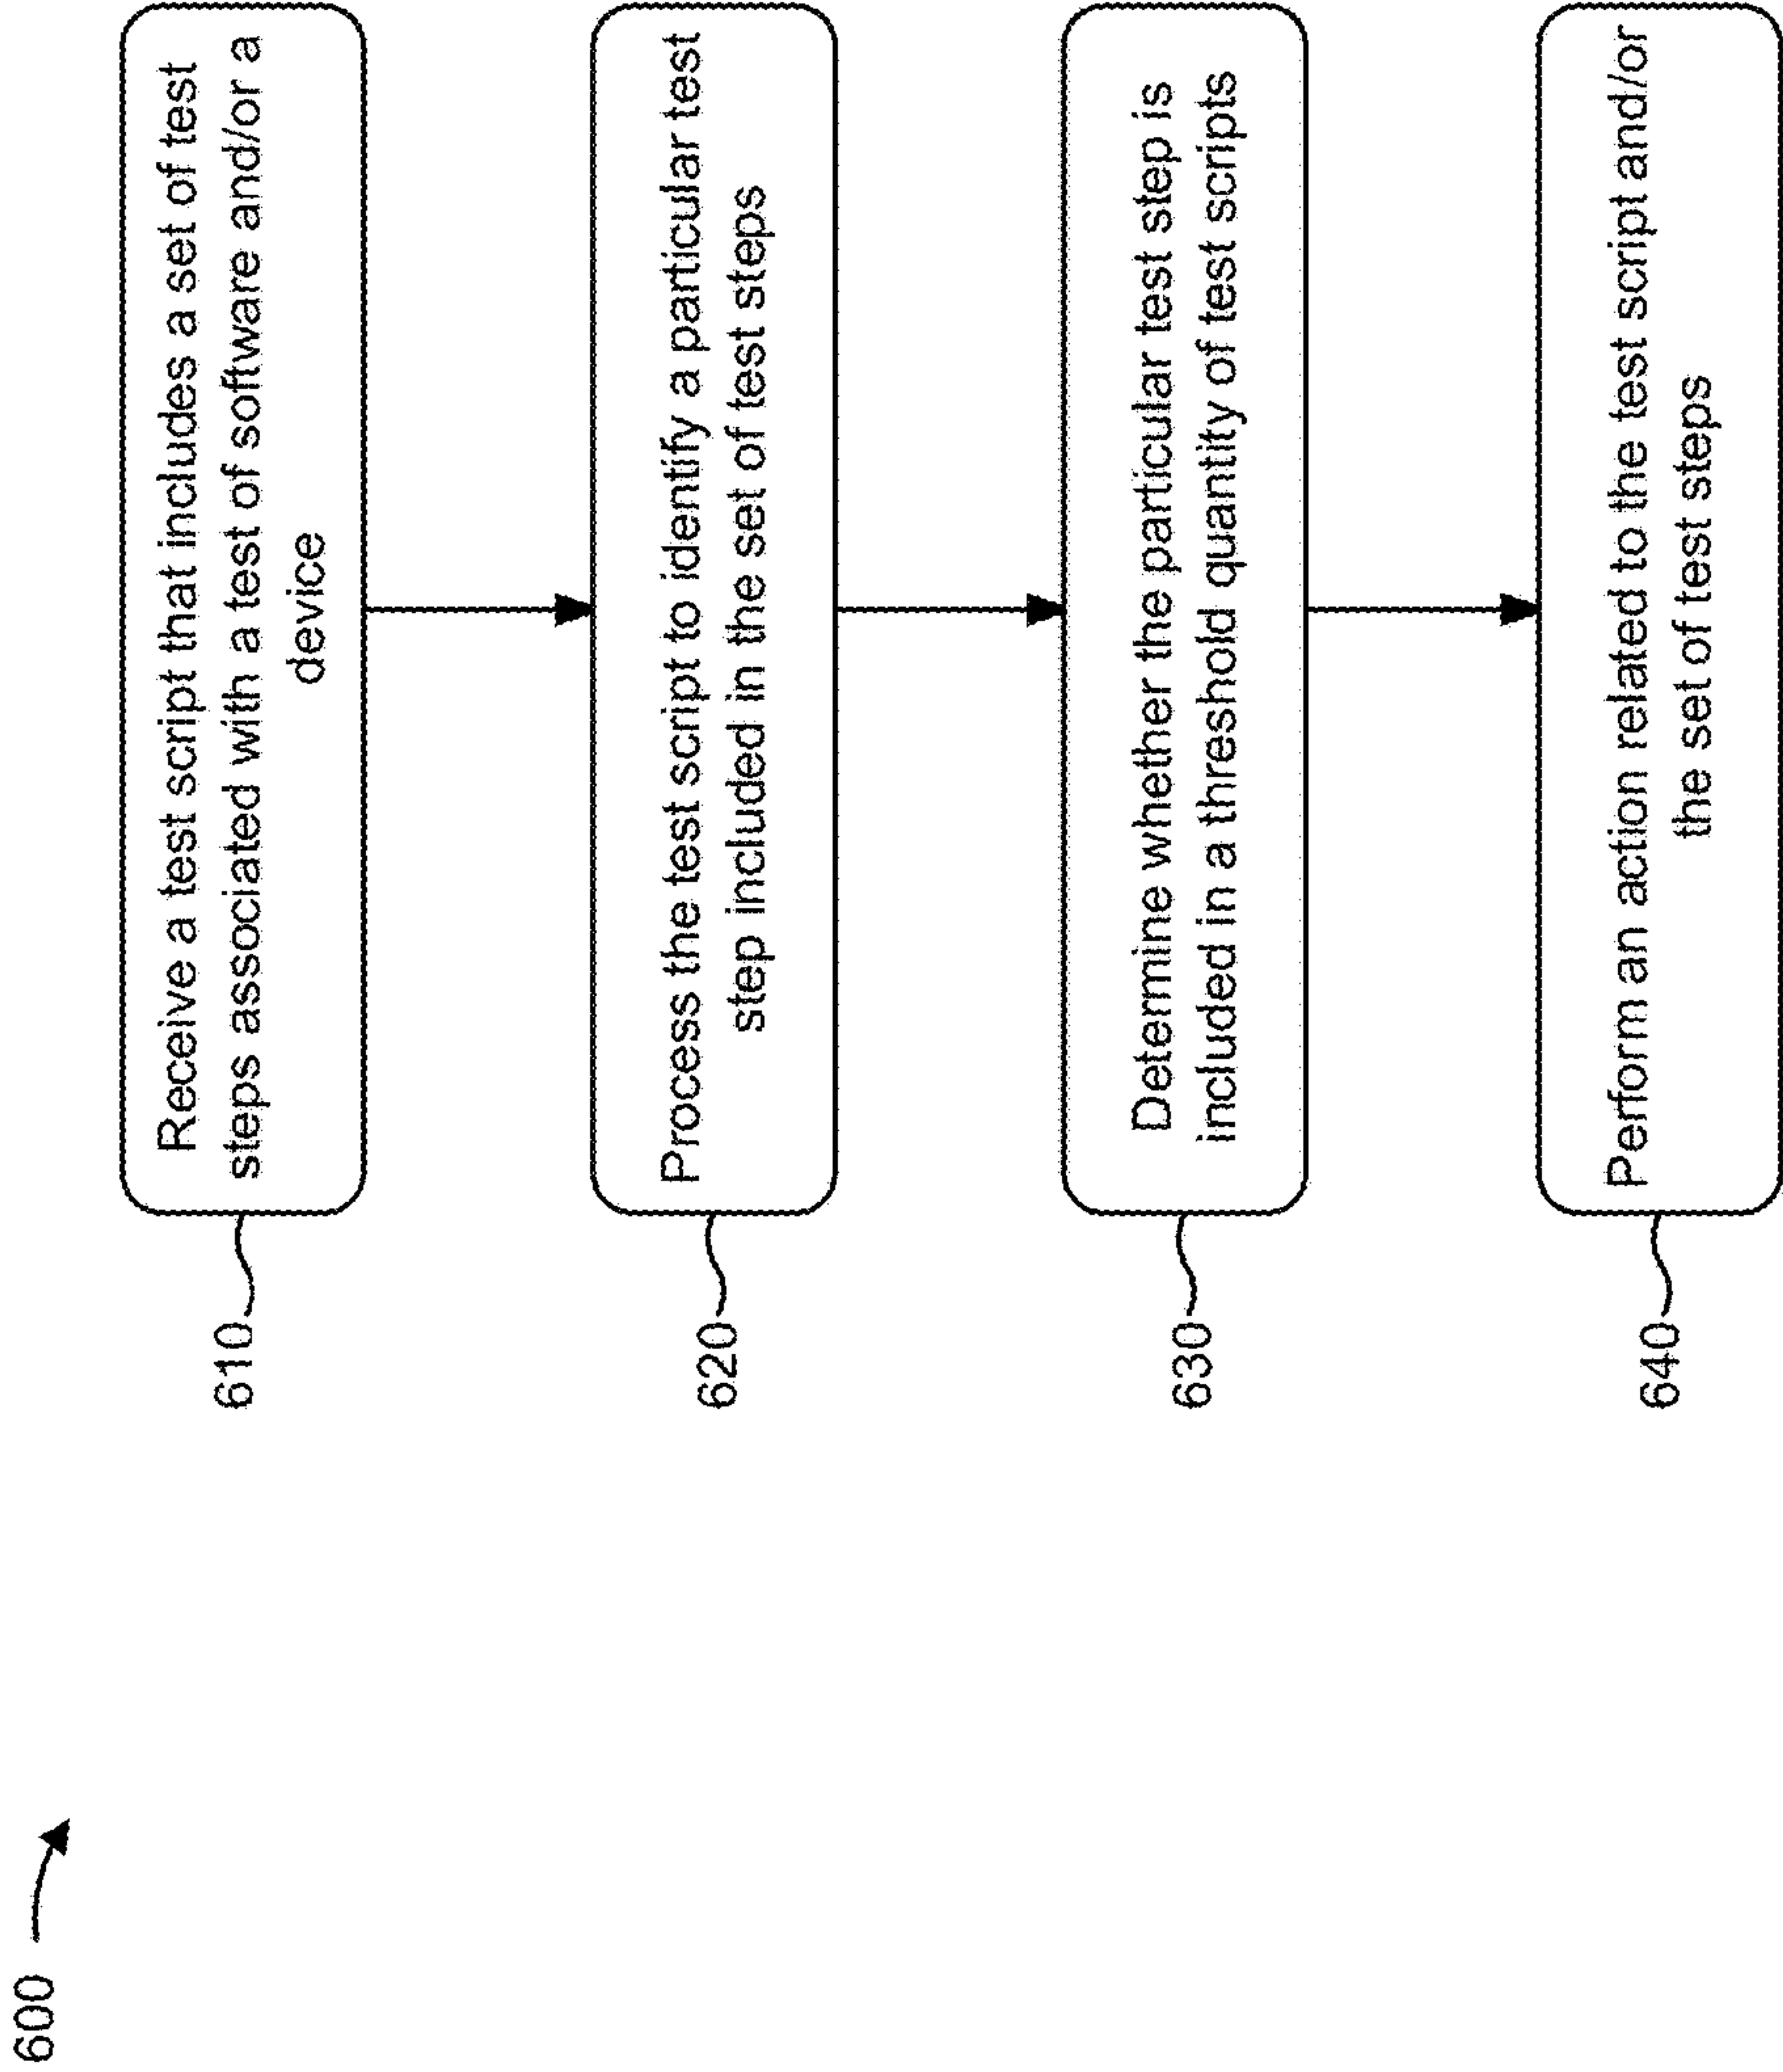 600
610
Receive a test script that includes a set of test
steps associated with a test of software and/or a
device
620
Process the test script to identify a particular test
step included in the set of test steps
630
Determine whether the particular test step is
included in a threshold quantity of test scripts
640
Perform an action related to the test script and/or
the set of test steps